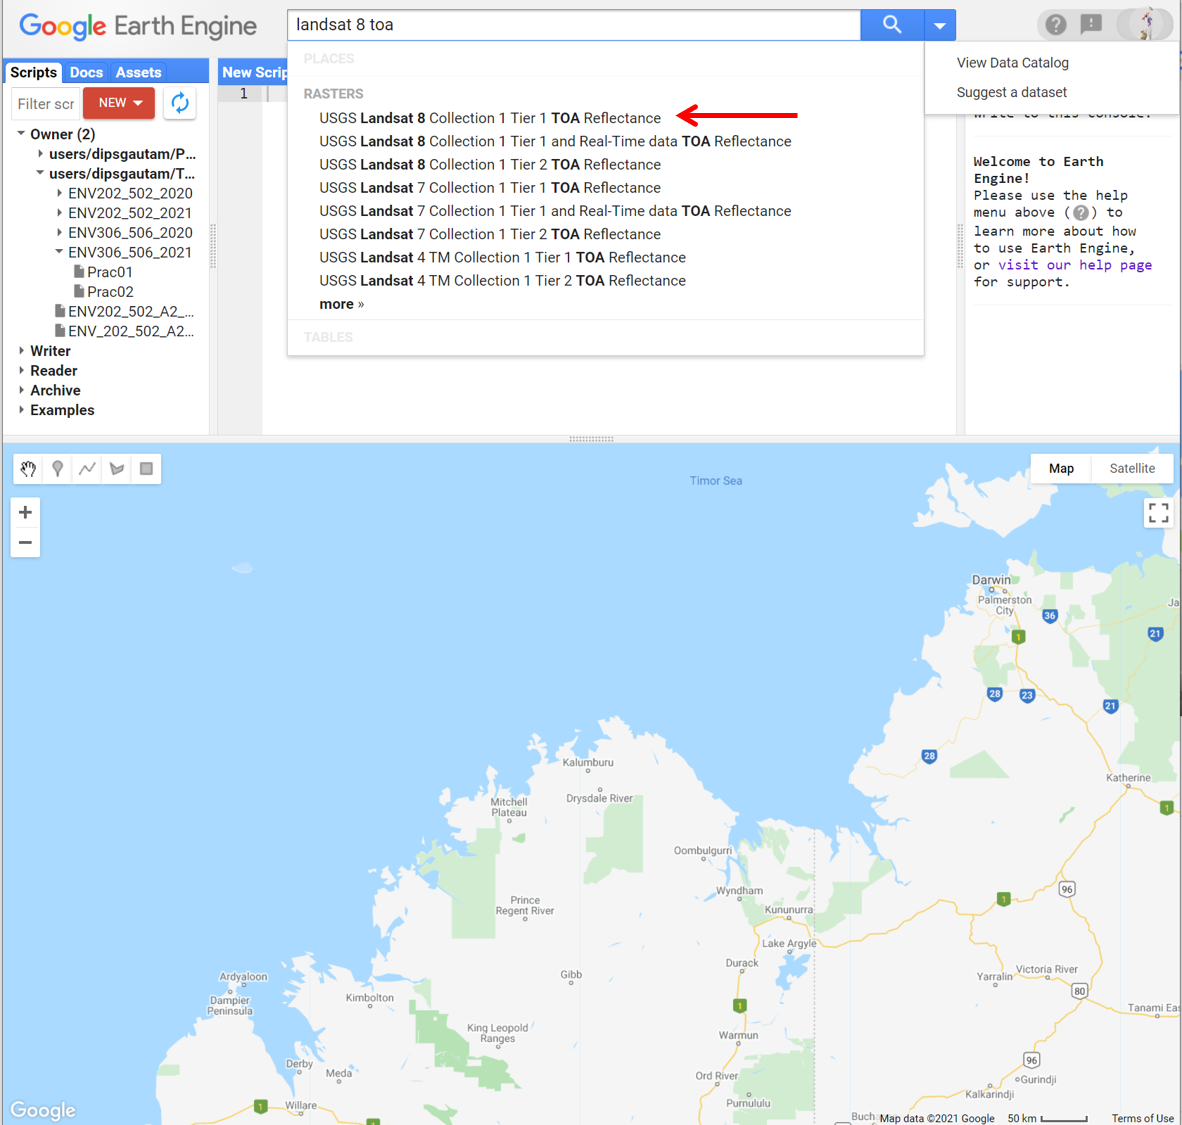 Google Earth Engine
landsat 8 toa
View Data Catalog
Suggest a dataset
Scripts Docs Assets
Filter scr
NEW
Owner (2)
users/dipsgautam/P...
users/dipsgautam/T...
ENV202_502_2020
ENV202_502_2021
ENV306_506_2020
ENV306_506_2021
Prac01
Prac02
ENV202_502_A2_...
ENV_202_502_A2...
Writer
Reader
Archive
Examples
New Scrip
1
PLACES
RASTERS
USGS Landsat 8 Collection 1 Tier 1 TOA Reflectance
USGS Landsat 8 Collection 1 Tier 1 and Real-Time data TOA Reflectance
USGS Landsat 8 Collection 1 Tier 2 TOA Reflectance
USGS Landsat 7 Collection 1 Tier 1 TOA Reflectance
USGS Landsat 7 Collection 1 Tier 1 and Real-Time data TOA Reflectance
USGS Landsat 7 Collection 1 Tier 2 TOA Reflectance
USGS Landsat 4 TM Collection 1 Tier 1 TOA Reflectance
USGS Landsat 4 TM Collection 1 Tier 2 TOA Reflectance
more »
TABLES
write to this console.
Welcome to Earth
Engine!
Please use the help
menu above (?) to
learn more about how
to use Earth Engine,
or visit our help page
for support.
Map Satellite
Timor Sea
Darwin
Palmerston
City
36
1
21
Ja
28
23
21
28
Katherine
1
Kalumburu
Drysdale River
Mitchell
Plateau
Oombulgurri
Wyndham
Kununurra
96
1
Prince
Regent River
Lake Argyle
Durack
Gibb
Victoria River
Yarralin
80
Tanami Eas
Ardyaloon
Dampier
Peninsula
Kimbolton
1
King Leopold
Ranges
Warmun
96
Derby
Meda
Ord River
Gurindji
Kalkarindji
Purnululu
1
Willare
1
Buch
Google
Map data ©2021 Google 50 km Terms of Use